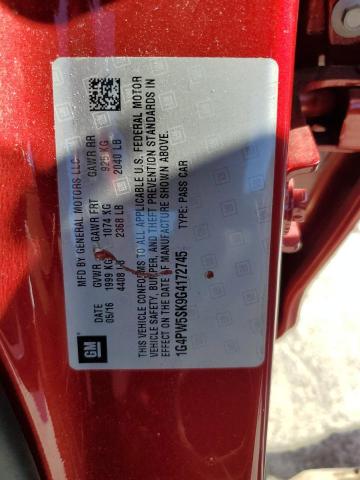 GM
MFD BY GENERAL MOTORS LLC
DATE GVWR GAWR FRT GAWR RR
05/16 1999 KG 1074 KG 925 KG
4408 LB 2368 LB 2040 LB
THIS VEHICLE CONFORMS TO ALL APPLICABLE U.S. FEDERAL MOTOR
VEHICLE SAFETY, BUMPER, AND THEFT PREVENTION STANDARDS IN
EFFECT ON THE DATE OF MANUFACTURE SHOWN ABOVE.
1G4PW5SK9G4172745 TYPE: PASS CAR